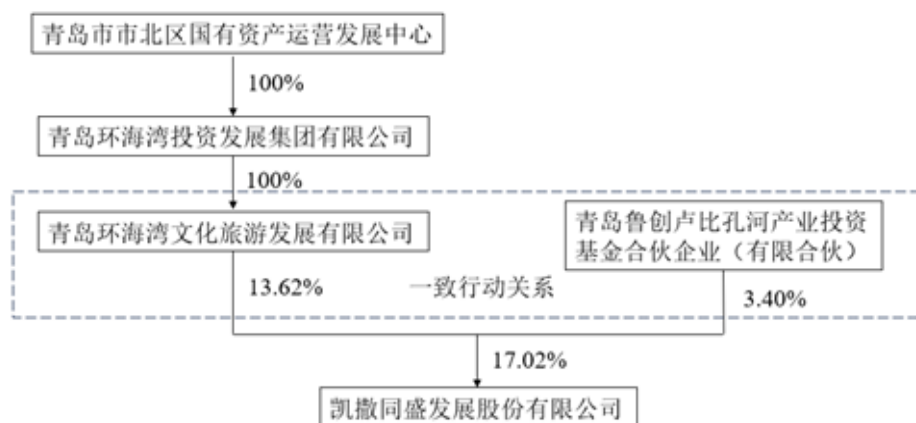 青岛市市北区国有资产运营发展中心
100%
青岛环海湾投资发展集团有限公司
100%
青岛环海湾文化旅游发展有限公司
青岛鲁创卢比孔河产业投资
基金合伙企业（有限合伙）
13.62%
一致行动关系
3.40%
17.02%
凯撒同盛发展股份有限公司